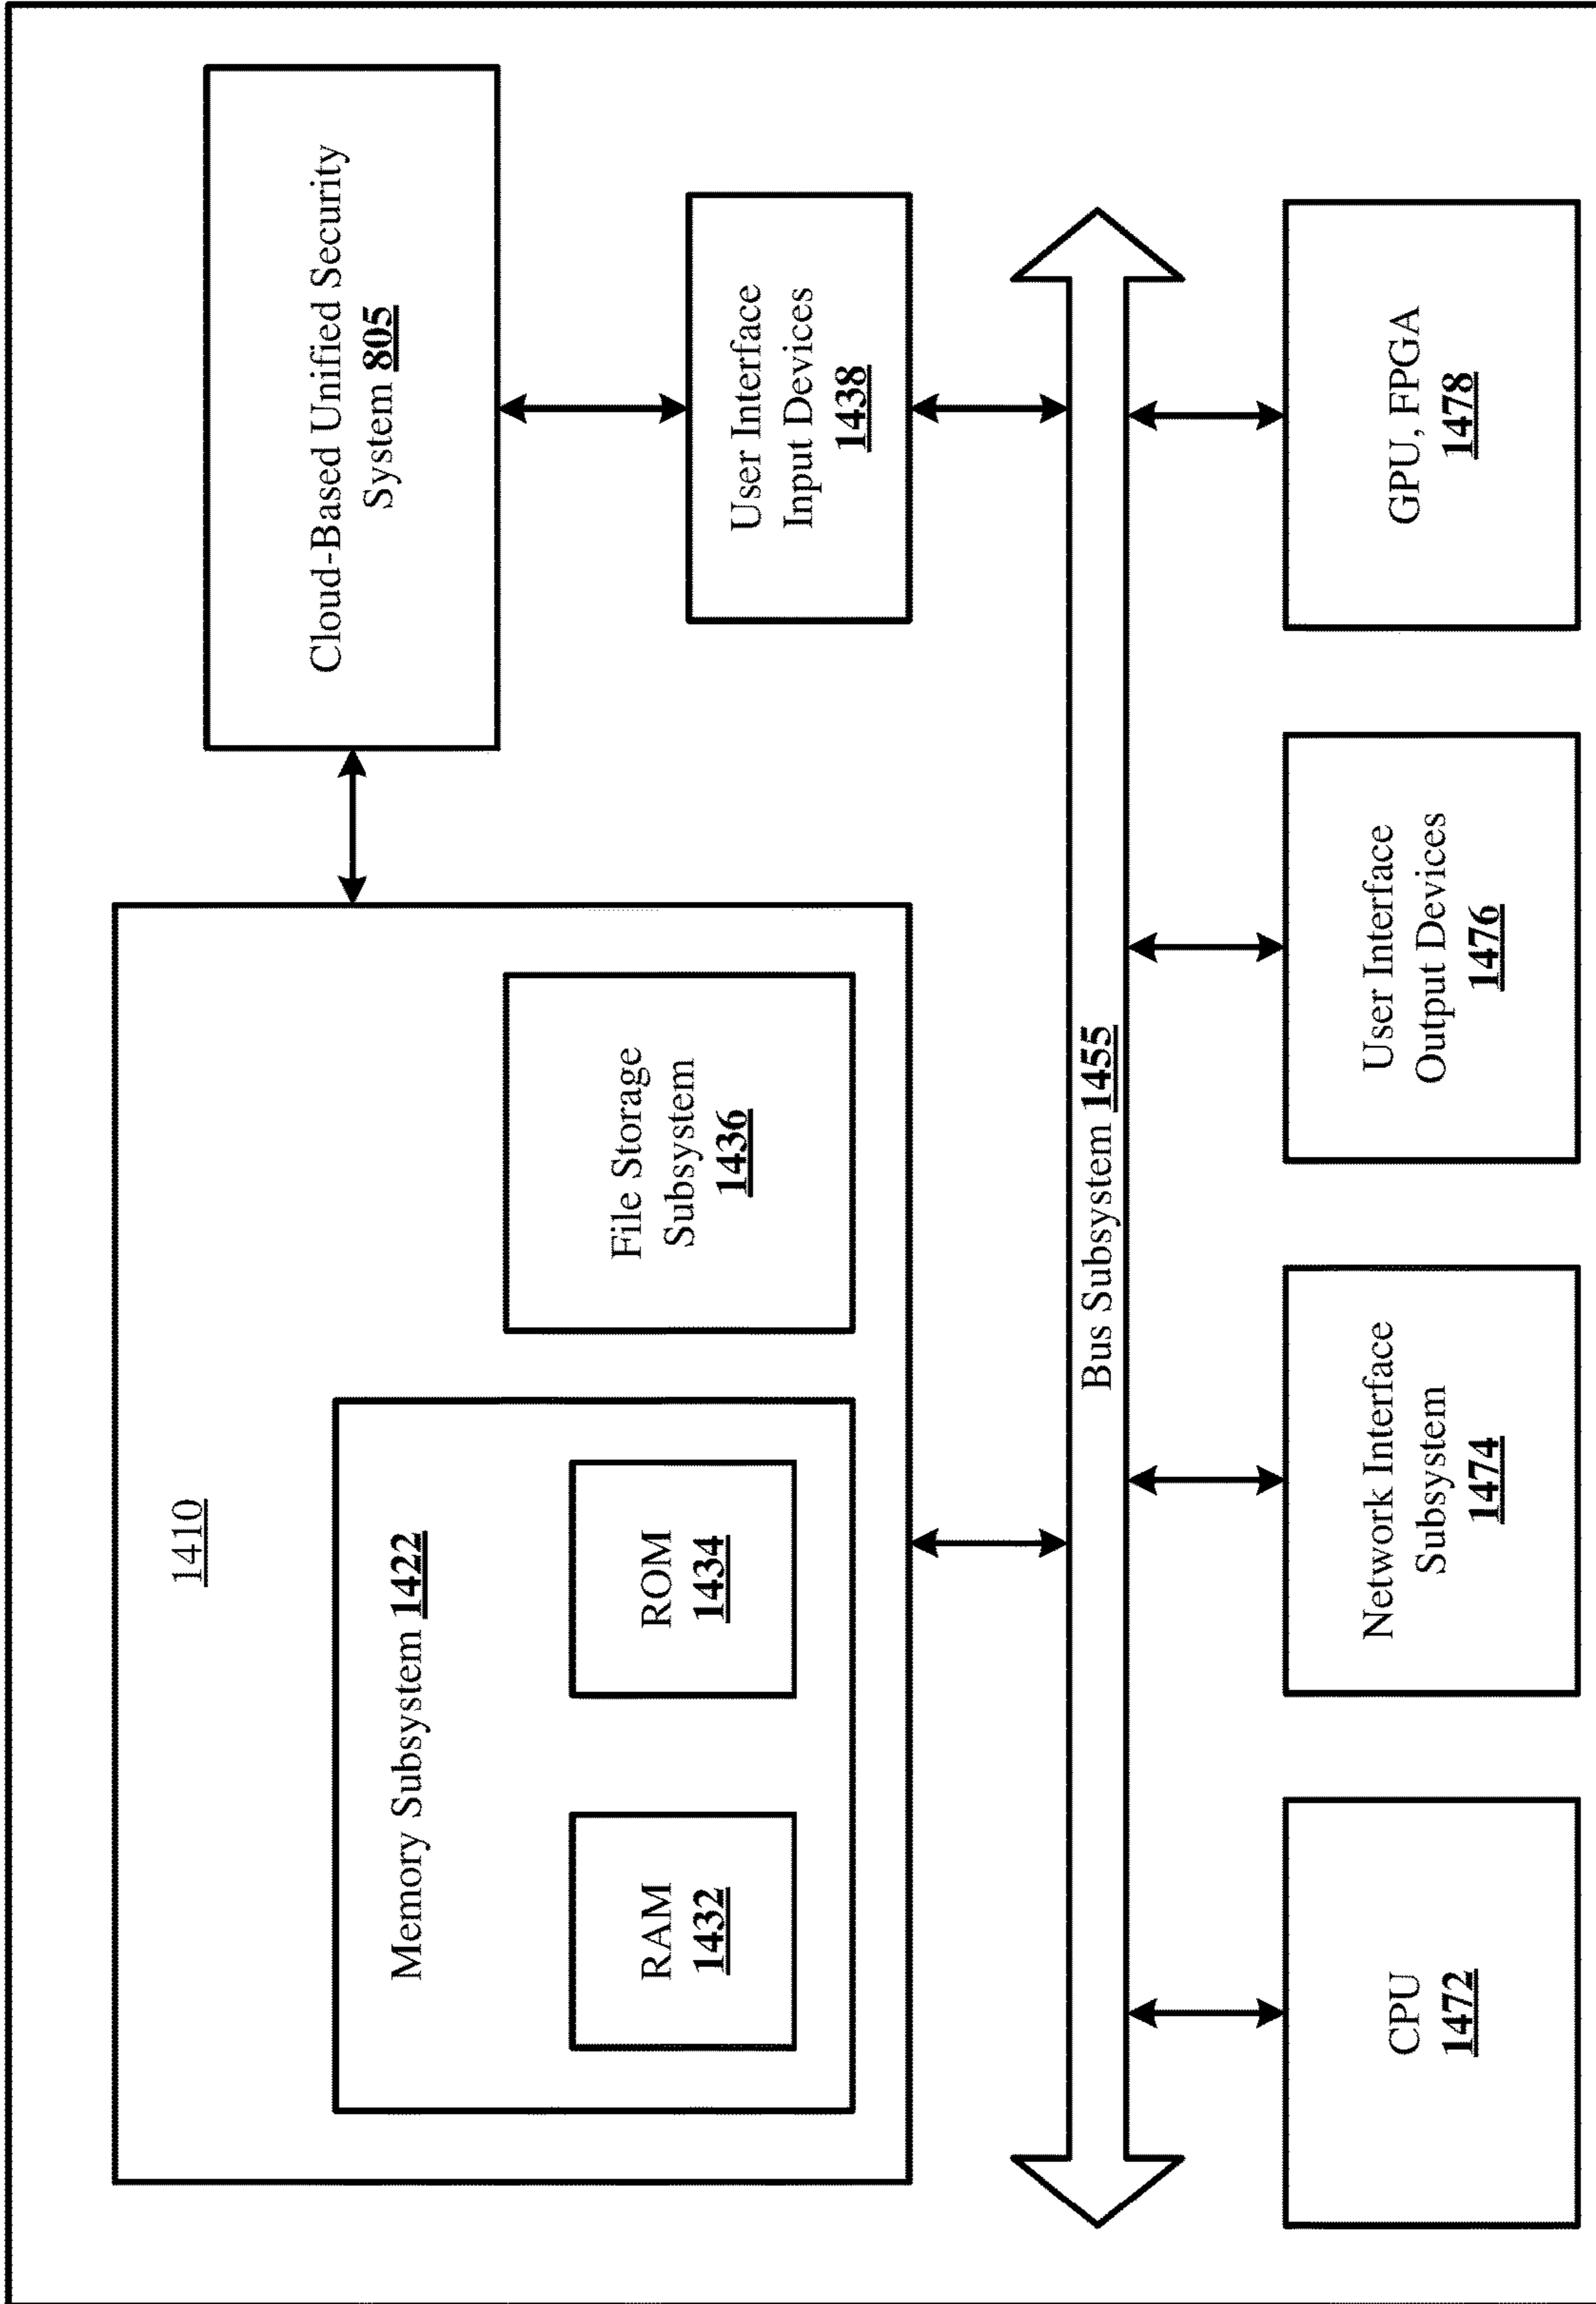 1410
Cloud-Based Unified Security
System 805
Memory Subsystem 1422
File Storage
Subsystem
1436
RAM
1432
ROM
1434
User Interface
Input Devices
1438
Bus Subsystem 1455
CPU
1472
Network Interface
Subsystem
1474
User Interface
Output Devices
1476
GPU, FPGA
1478